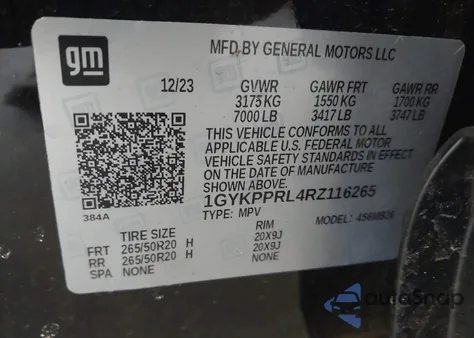 gm
MFD BY GENERAL MOTORS LLC
12/23 GVWR GAWR FRT GAWR RR
3175 KG 1550 KG 1700 KG
7000 LB 3417 LB 3747 LB
THIS VEHICLE CONFORMS TO ALL
APPLICABLE U.S. FEDERAL MOTOR
VEHICLE SAFETY STANDARDS IN EFFECT
ON THE DATE OF MANUFACTURE
SHOWN ABOVE.
1GYKPPRL4RZ116265
384A
TYPE: MPV MODEL:
TIRE SIZE RIM
FRT 265/50R20 H 20X9J
RR 265/50R20 H 20X9J
SPA NONE NONE
AutoSnap